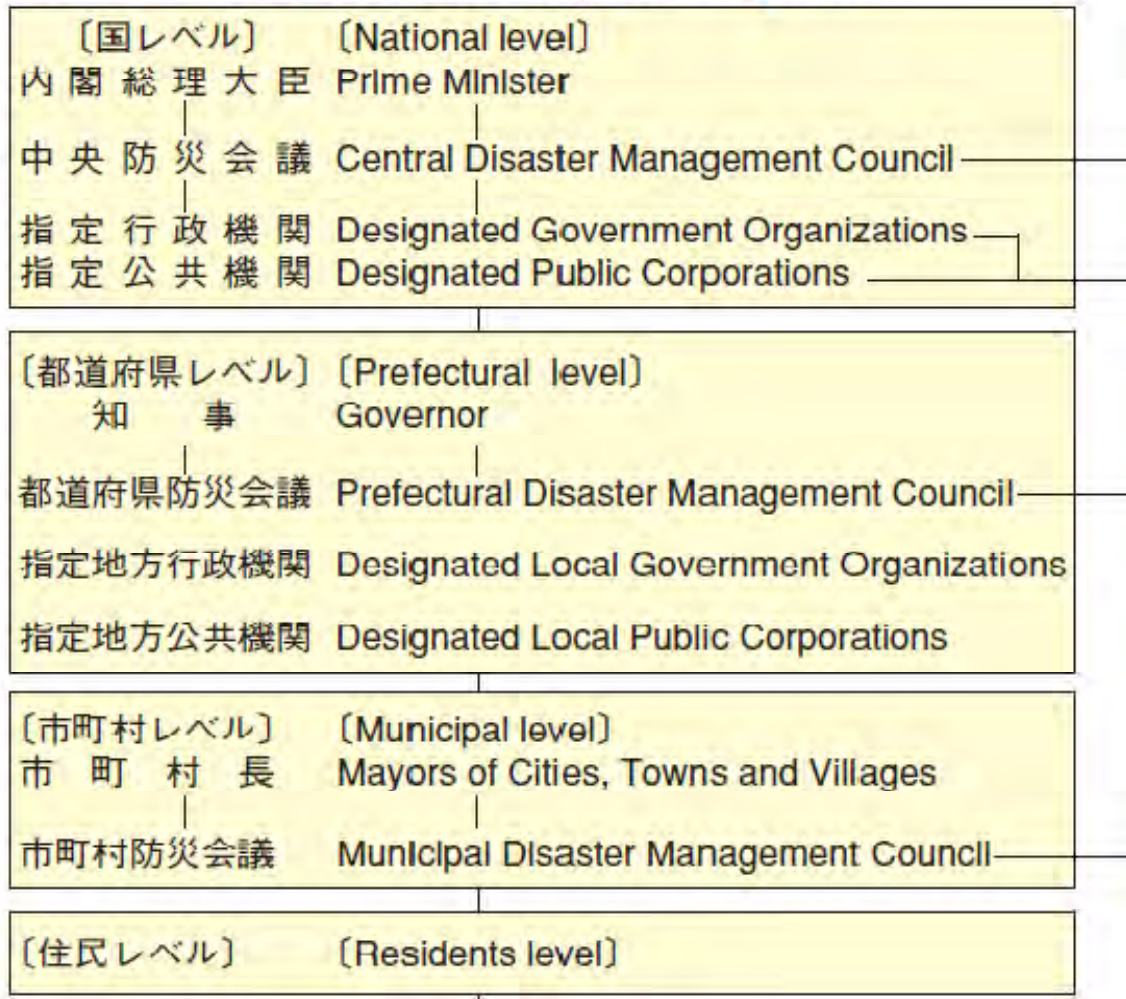 〔国レベル〕 〔National level〕
内閣総理大臣 Prime Minister
中央防災会議 Central Disaster Management Council
指定行政機関 Designated Government Organizations
指定公共機関 Designated Public Corporations
〔都道府県レベル〕 〔Prefectural level〕
知事 Governor
都道府県防災会議 Prefectural Disaster Management Council
指定地方行政機関 Designated Local Government Organizations
指定地方公共機関 Designated Local Public Corporations
〔市町村レベル〕 〔Municipal level〕
市町村長 Mayors of Cities, Towns and Villages
市町村防災会議 Municipal Disaster Management Council
〔住民レベル〕 〔Residents level〕